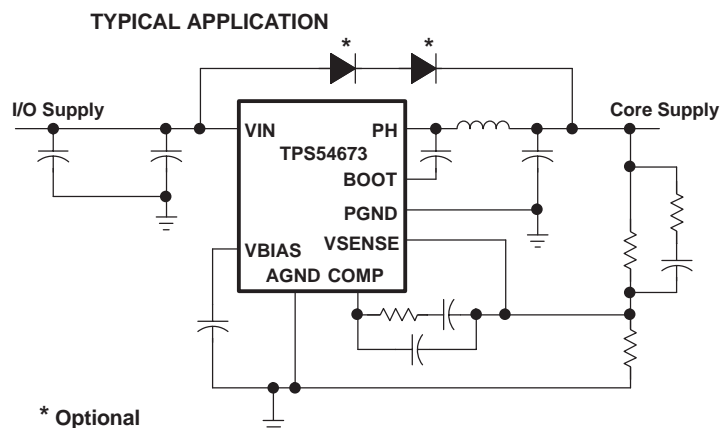 TYPICAL APPLICATION
* *
I/O Supply
Core Supply
VIN
PH
TPS54673
BOOT
PGND
VSENSE
VBIAS
AGND COMP
* Optional